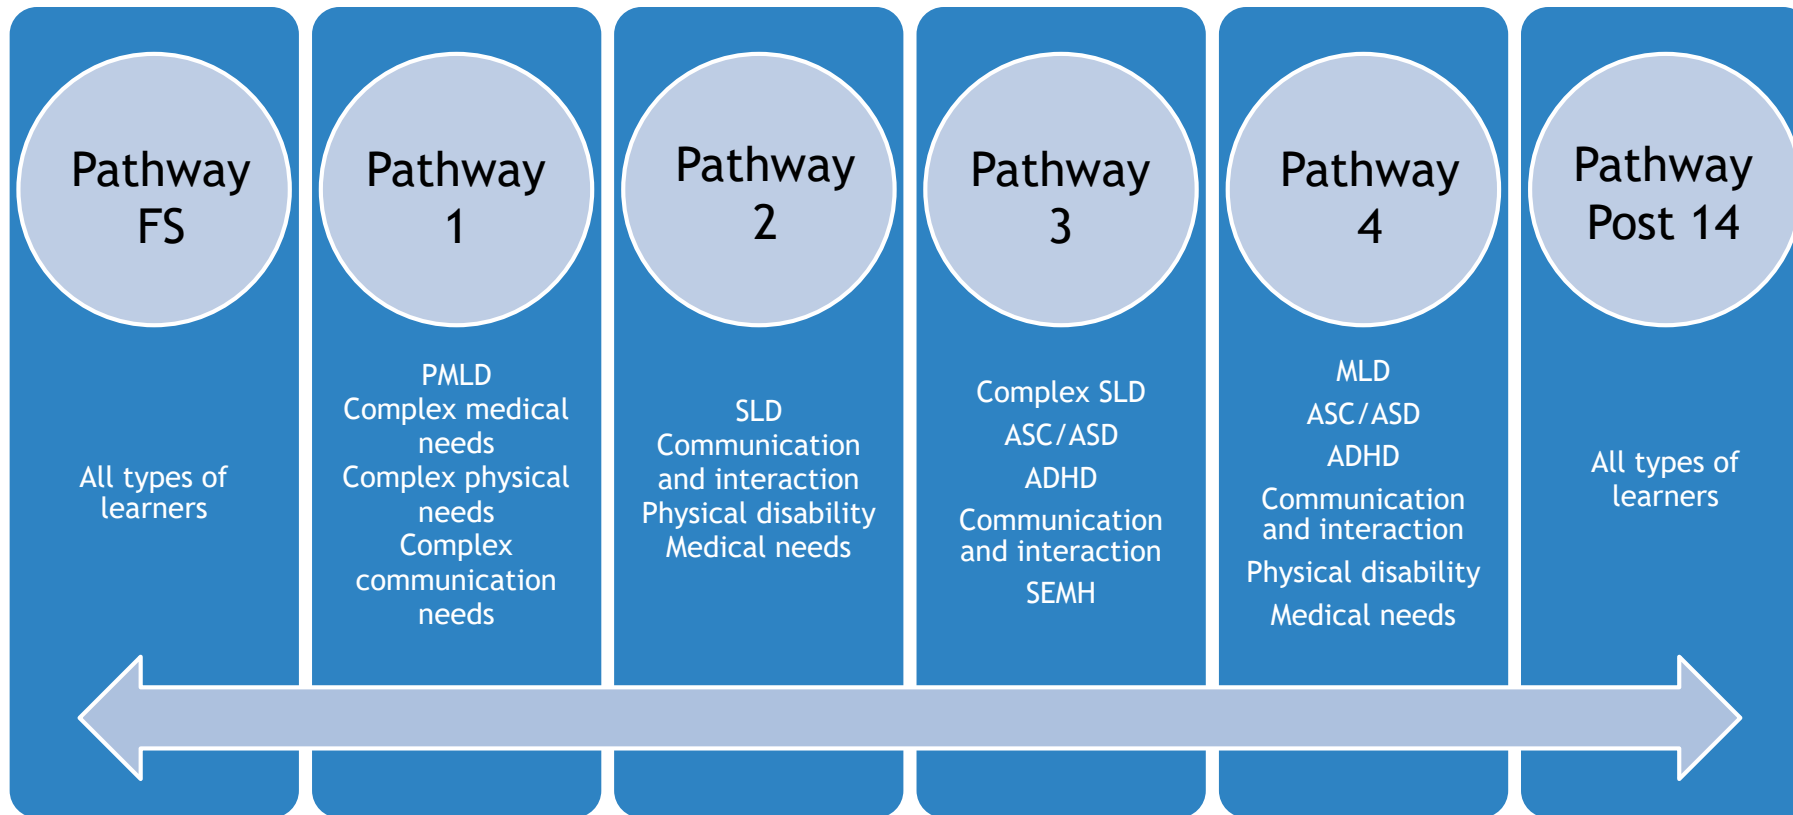 Pathway
FS
All types of
learners
Pathway
1
PMLD
Complex medical
needs
Complex physical
needs
Complex
communication
needs
Pathway
2
SLD
Communication
and interaction
Physical disability
Medical needs
Pathway
3
Complex SLD
ASC/ASD
ADHD
Communication
and interaction
SEMH
Pathway
4
MLD
ASC/ASD
ADHD
Communication
and interaction
Physical disability
Medical needs
Pathway
Post 14
All types of
learners